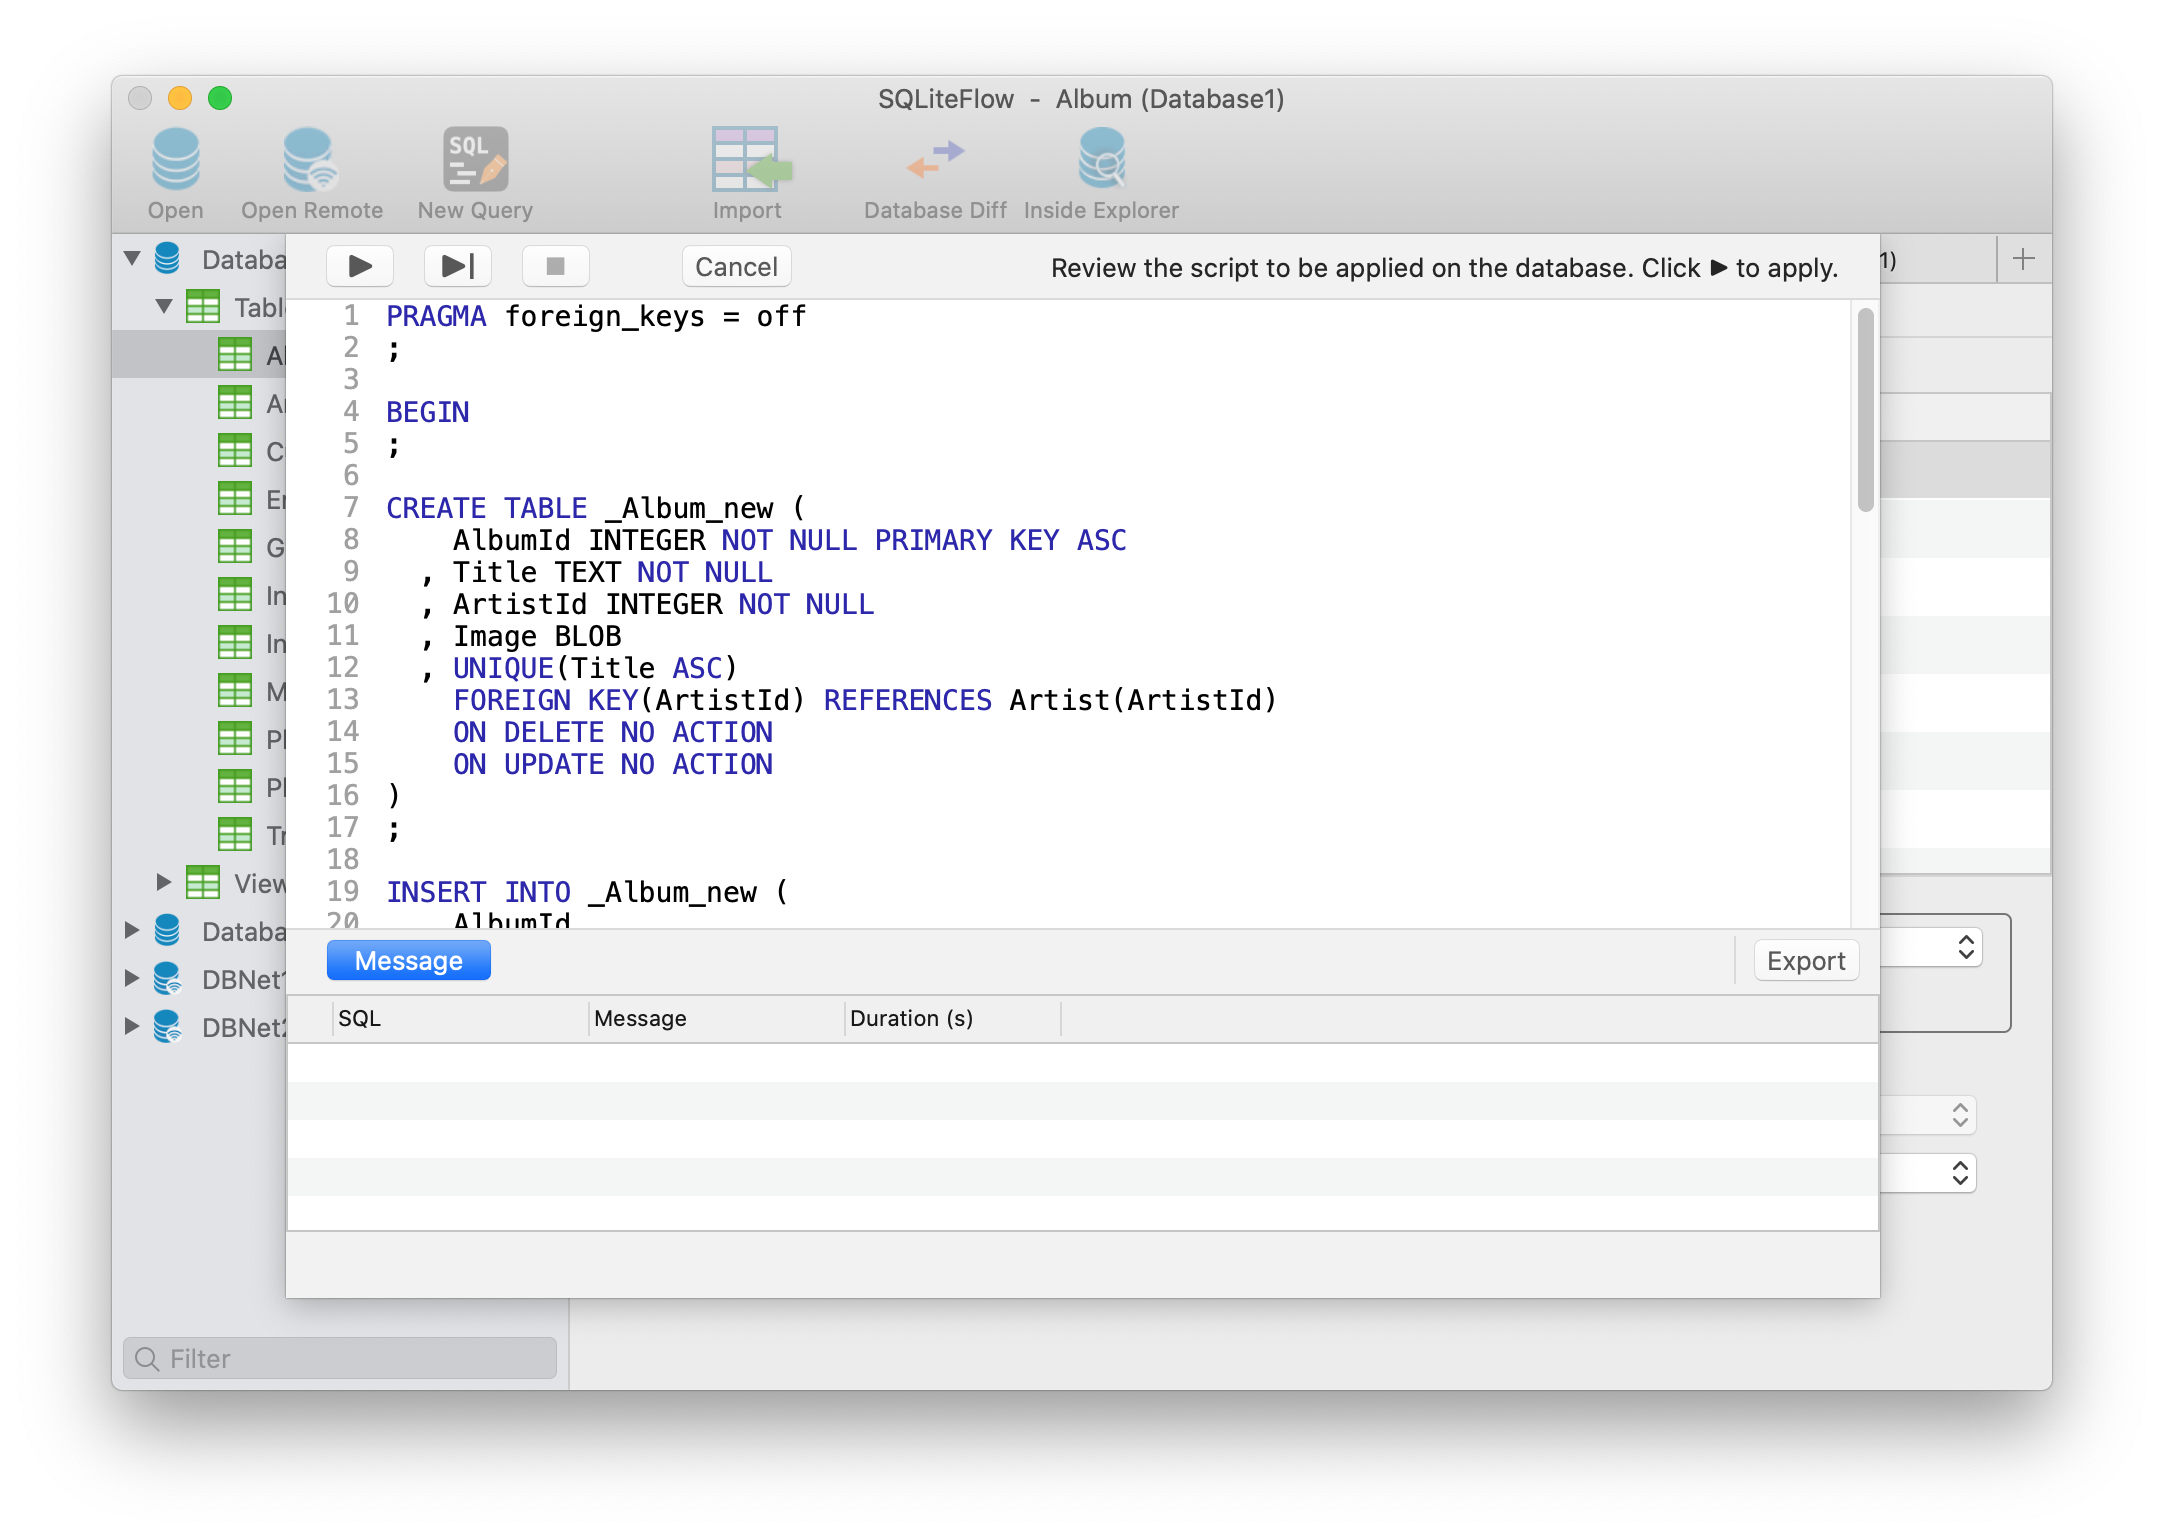 SQLiteFlow - Album (Database1)
SQL
Open
Open Remote
New Query
Import
Database Diff
Inside Explorer
Databa
Tabl
Al
Ar
C
Er
G
In
In
M
Pl
Pl
Tr
View
Databa
DBNet1
DBNet2
Filter
1)
Cancel
Review the script to be applied on the database. Click ▶ to apply.
1 PRAGMA foreign_keys = off
2 ;
3
4 BEGIN
5 ;
6
7 CREATE TABLE _Album_new (
8 AlbumId INTEGER NOT NULL PRIMARY KEY ASC
9 , Title TEXT NOT NULL
10 , ArtistId INTEGER NOT NULL
11 , Image BLOB
12 , UNIQUE(Title ASC)
13 FOREIGN KEY(ArtistId) REFERENCES Artist(ArtistId)
14 ON DELETE NO ACTION
15 ON UPDATE NO ACTION
16 )
17 ;
18
19 INSERT INTO _Album_new (
20 AlbumId
Message
Export
SQL
Message
Duration (s)